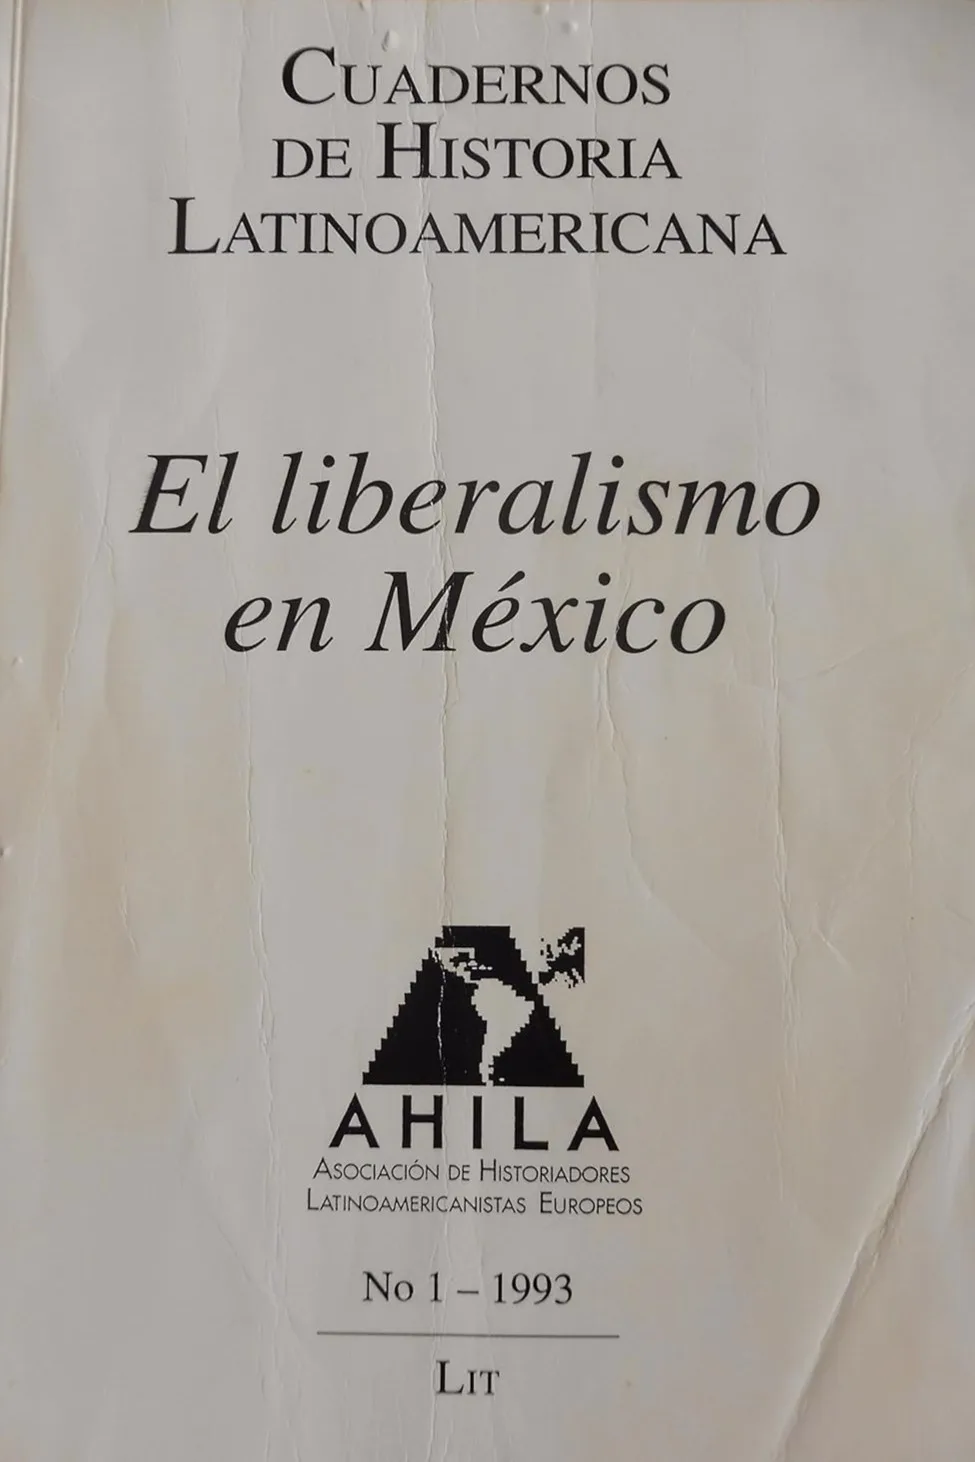 CUADERNOS
DE HISTORIA
LATINOAMERICANA
El liberalismo
en México
AHILA
ASOCIACIÓN DE HISTORIADORES
LATINOAMERICANISTAS EUROPEOS
No 1 – 1993
LIT